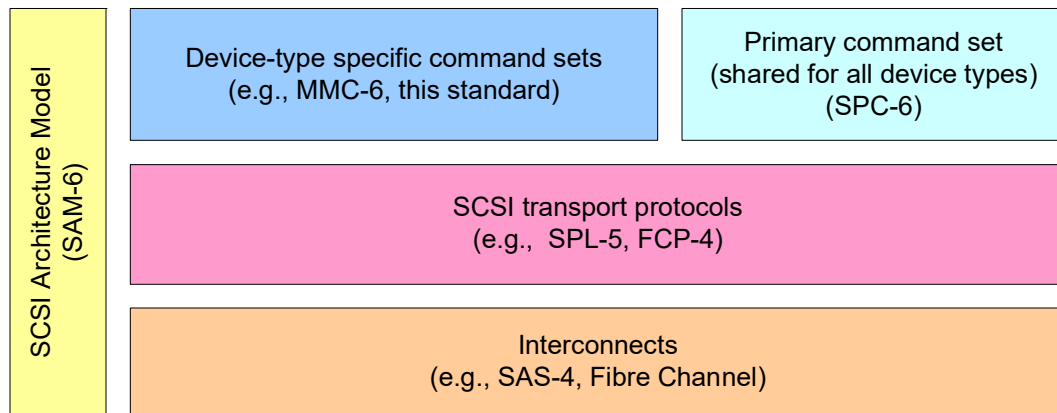 SCSI Architecture Model
(SAM-6)
Device-type specific command sets
(e.g., MMC-6, this standard)
Primary command set
(shared for all device types)
(SPC-6)
SCSI transport protocols
(e.g.,  SPL-5, FCP-4)
Interconnects
(e.g., SAS-4, Fibre Channel)